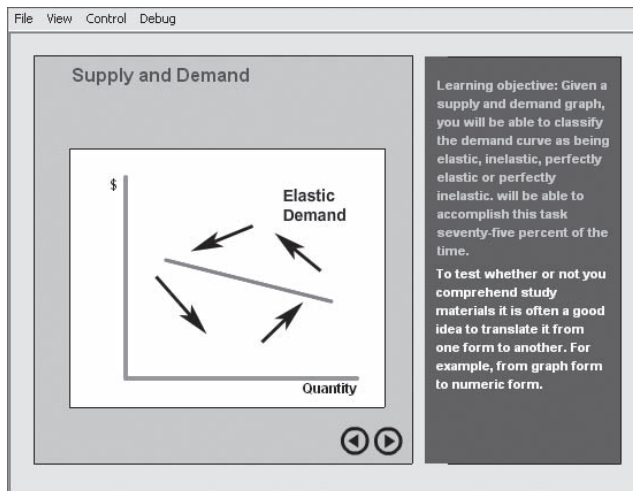 File View Control Debug
Supply and Demand
$
Elastic
Demand
Quantity
Learning objective: Given a
supply and demand graph,
you will be able to classify
the demand curve as being
elastic, inelastic, perfectly
elastic or perfectly
inelastic. will be able to
accomplish this task
seventy-five percent of the
time.
To test whether or not you
comprehend study
materials it is often a good
idea to translate it from
one form to another. For
example, from graph form
to numeric form.